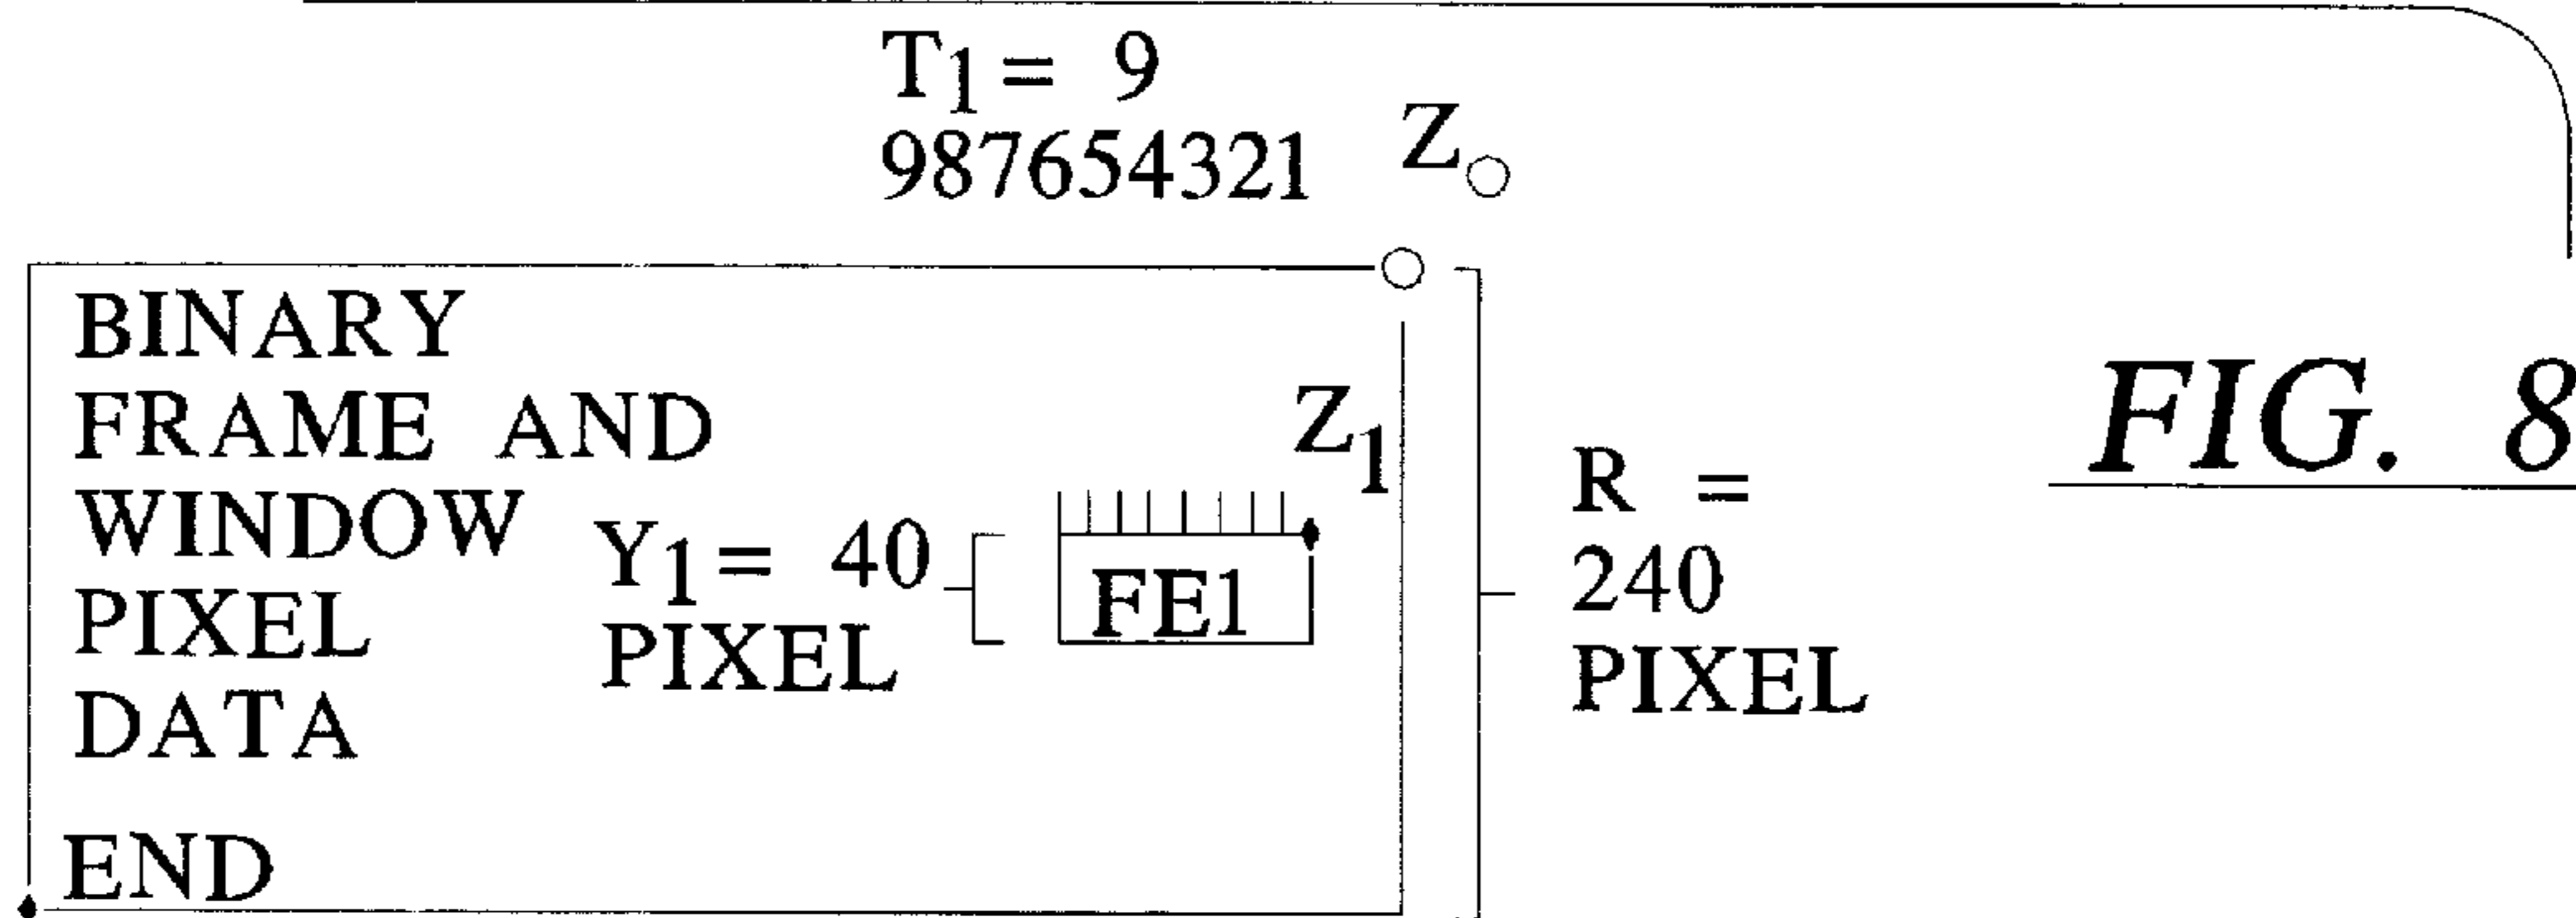 T1 = 9
987654321
Z○
BINARY
FRAME AND
WINDOW
PIXEL
DATA
END
Y1 = 40
PIXEL
Z1
FE1
R =
240
PIXEL
FIG. 8